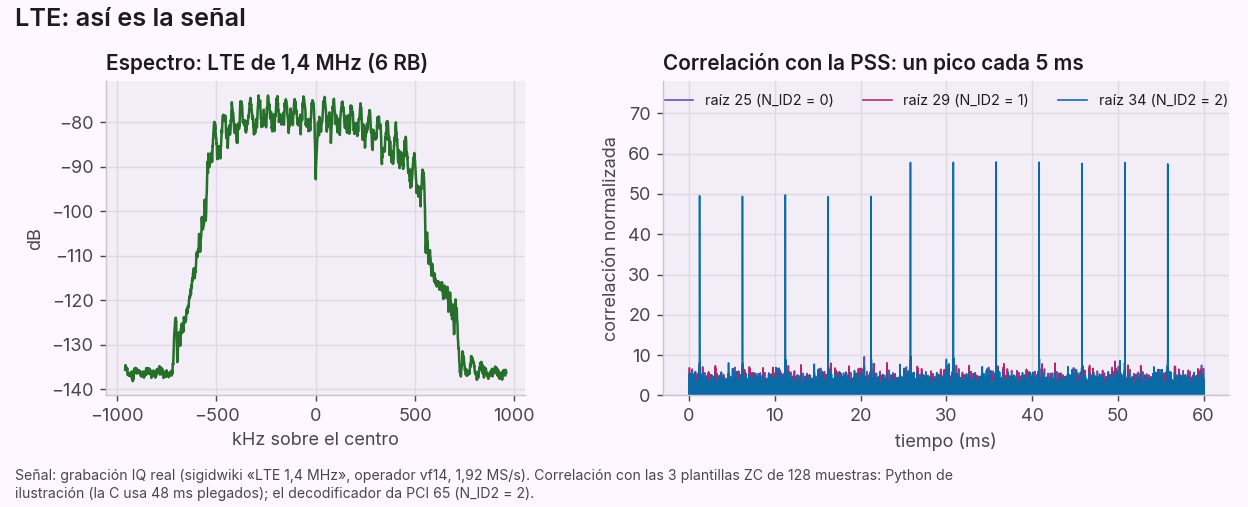 LTE: así es la señal
Espectro: LTE de 1,4 MHz (6 RB)
−80
−90
−100
−110
−120
−130
−140
dB
−1000
−500
0
500
1000
kHz sobre el centro
Correlación con la PSS: un pico cada 5 ms
raíz 25 (N_ID2 = 0)
raíz 29 (N_ID2 = 1)
raíz 34 (N_ID2 = 2)
70
60
50
40
30
20
10
0
correlación normalizada
0
10
20
30
40
50
60
tiempo (ms)
Señal: grabación IQ real (sigidwiki «LTE 1,4 MHz», operador vf14, 1,92 MS/s). Correlación con las 3 plantillas ZC de 128 muestras: Python de
ilustración (la C usa 48 ms plegados); el decodificador da PCI 65 (N_ID2 = 2).